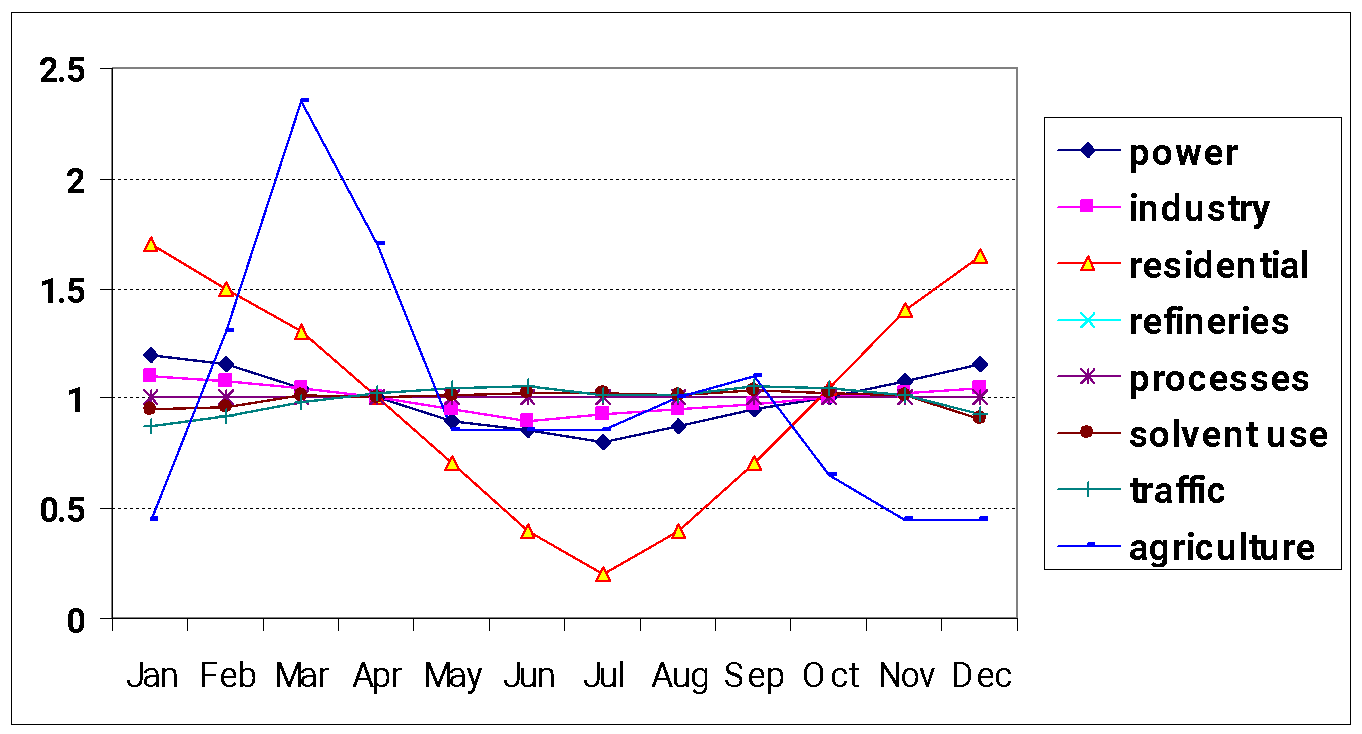 2.5
2
1.5
1
0.5
0
Jan Feb Mar Apr May Jun Jul Aug Sep Oct Nov Dec
power
industry
residential
refineries
processes
solvent use
traffic
agriculture